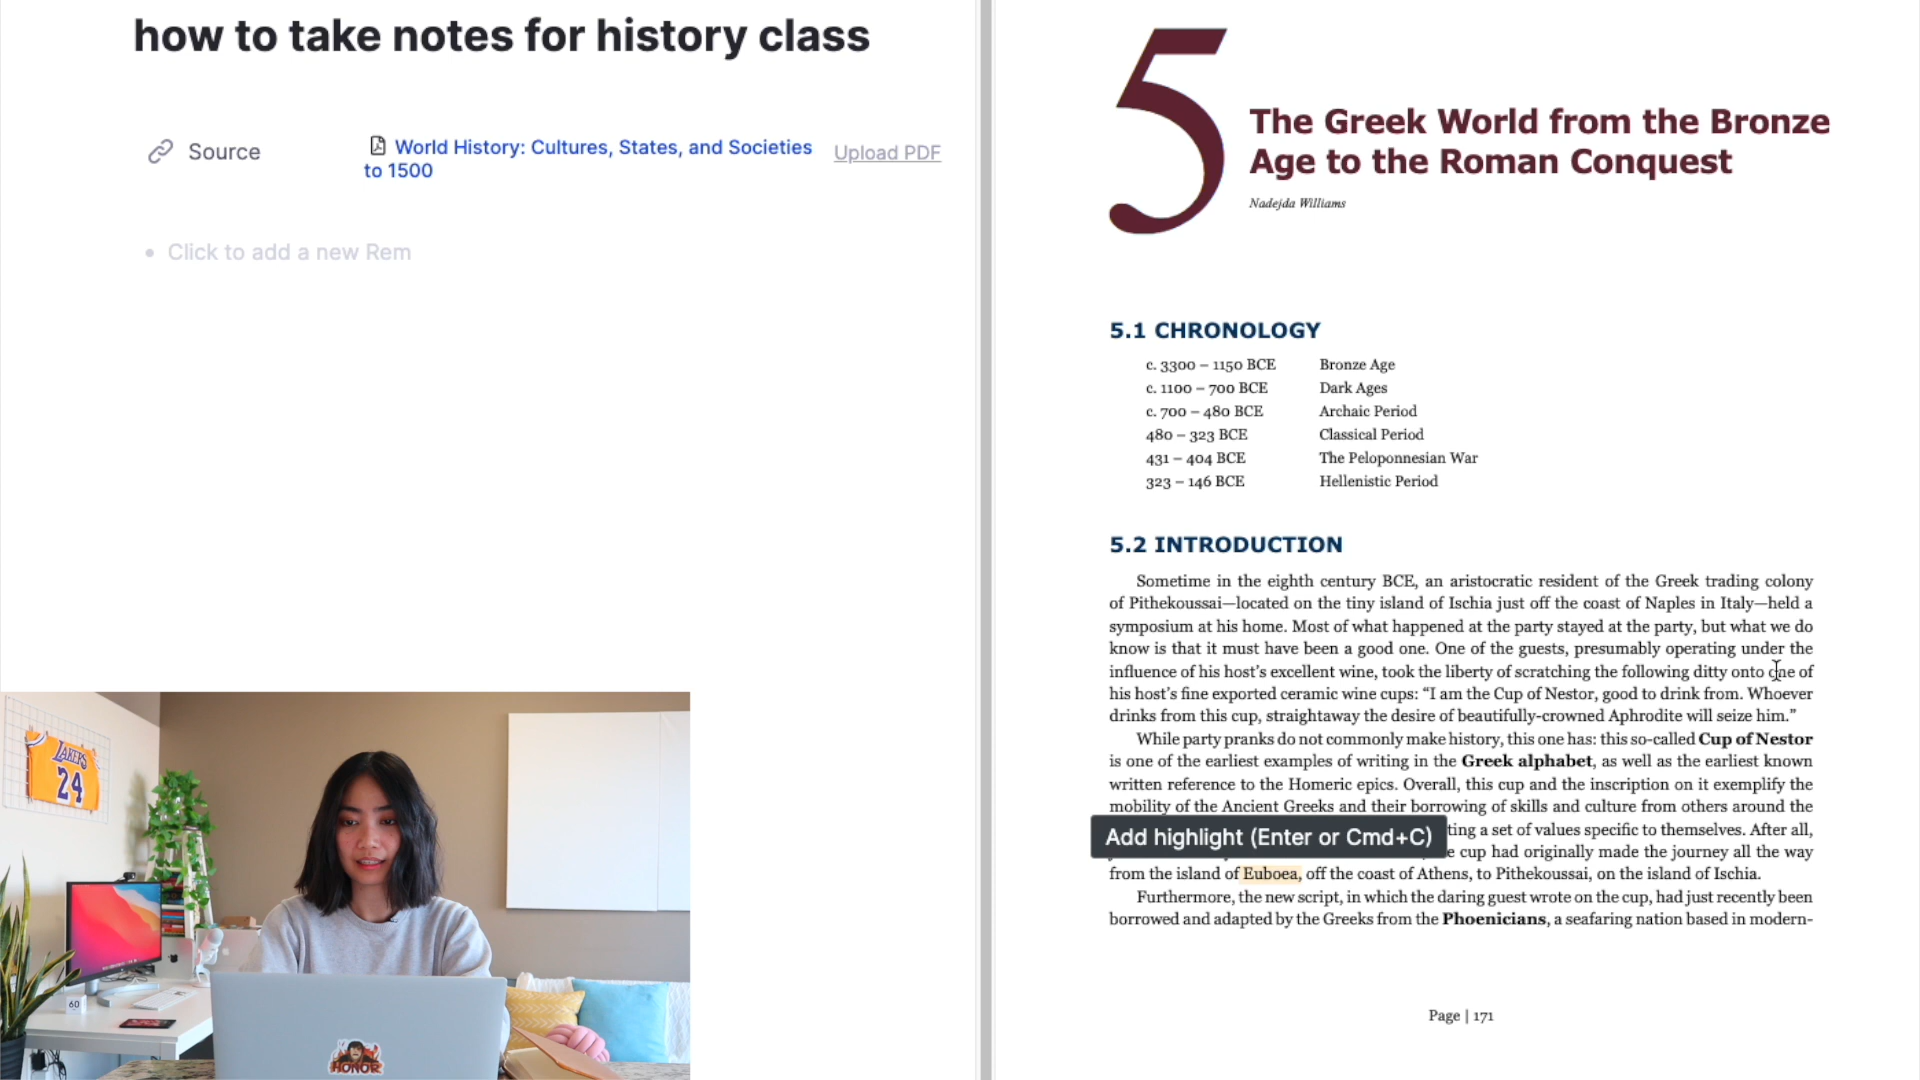 how to take notes for history class
Source
World History: Cultures, States, and Societies
to 1500
Upload PDF
Click to add a new Rem
5
The Greek World from the Bronze
Age to the Roman Conquest
Nadejda Williams
5.1 CHRONOLOGY
c. 3300 – 1150 BCE Bronze Age
c. 1100 – 700 BCE Dark Ages
c. 700 – 480 BCE Archaic Period
480 – 323 BCE Classical Period
431 – 404 BCE The Peloponnesian War
323 – 146 BCE Hellenistic Period
5.2 INTRODUCTION
Sometime in the eighth century BCE, an aristocratic resident of the Greek trading colony
of Pithekoussai—located on the tiny island of Ischia just off the coast of Naples in Italy—held a
symposium at his home. Most of what happened at the party stayed at the party, but what we do
know is that it must have been a good one. One of the guests, presumably operating under the
influence of his host’s excellent wine, took the liberty of scratching the following ditty onto one of
his host’s fine exported ceramic wine cups: “I am the Cup of Nestor, good to drink from. Whoever
drinks from this cup, straightaway the desire of beautifully-crowned Aphrodite will seize him.”
While party pranks do not commonly make history, this one has: this so-called Cup of Nestor
is one of the earliest examples of writing in the Greek alphabet, as well as the earliest known
written reference to the Homeric epics. Overall, this cup and the inscription on it exemplify the
mobility of the Ancient Greeks and their borrowing of skills and culture from others around the
Add highlight (Enter or Cmd+C)
ting a set of values specific to themselves. After all,
cup had originally made the journey all the way
from the island of Euboea, off the coast of Athens, to Pithekoussai, on the island of Ischia.
Furthermore, the new script, in which the daring guest wrote on the cup, had just recently been
borrowed and adapted by the Greeks from the Phoenicians, a seafaring nation based in modern-
Page | 171
LAKERS
24
60
HONOR